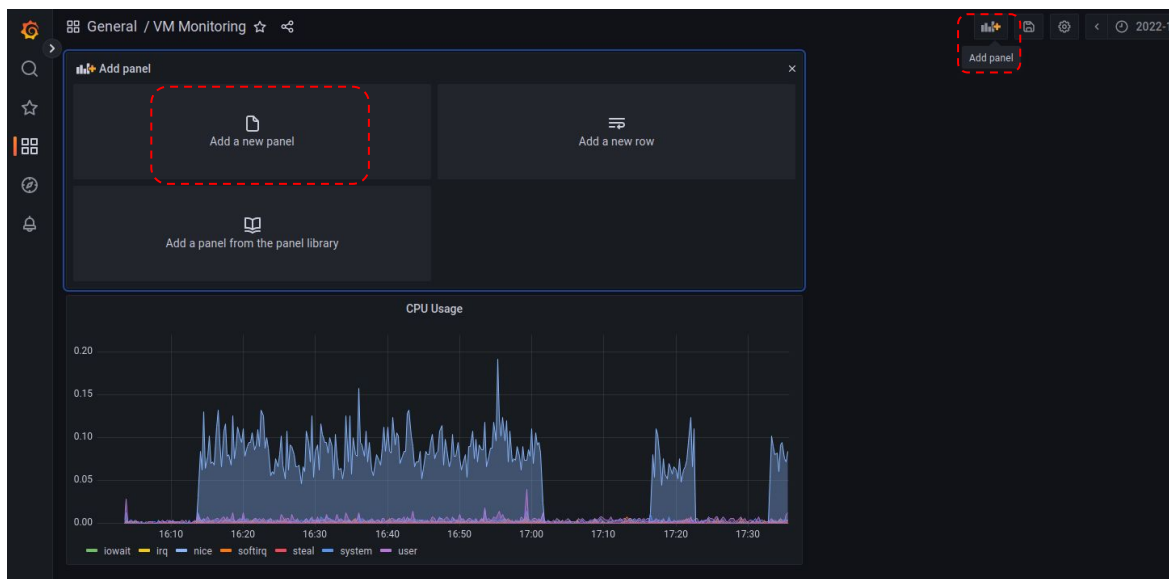 General / VM Monitoring
2022-1
Add panel
Add panel
Add a new panel
Add a new row
Add a panel from the panel library
CPU Usage
0.20
0.15
0.10
0.05
0.00
16:10 16:20 16:30 16:40 16:50 17:00 17:10 17:20 17:30
iowait irq nice softirq steal system user